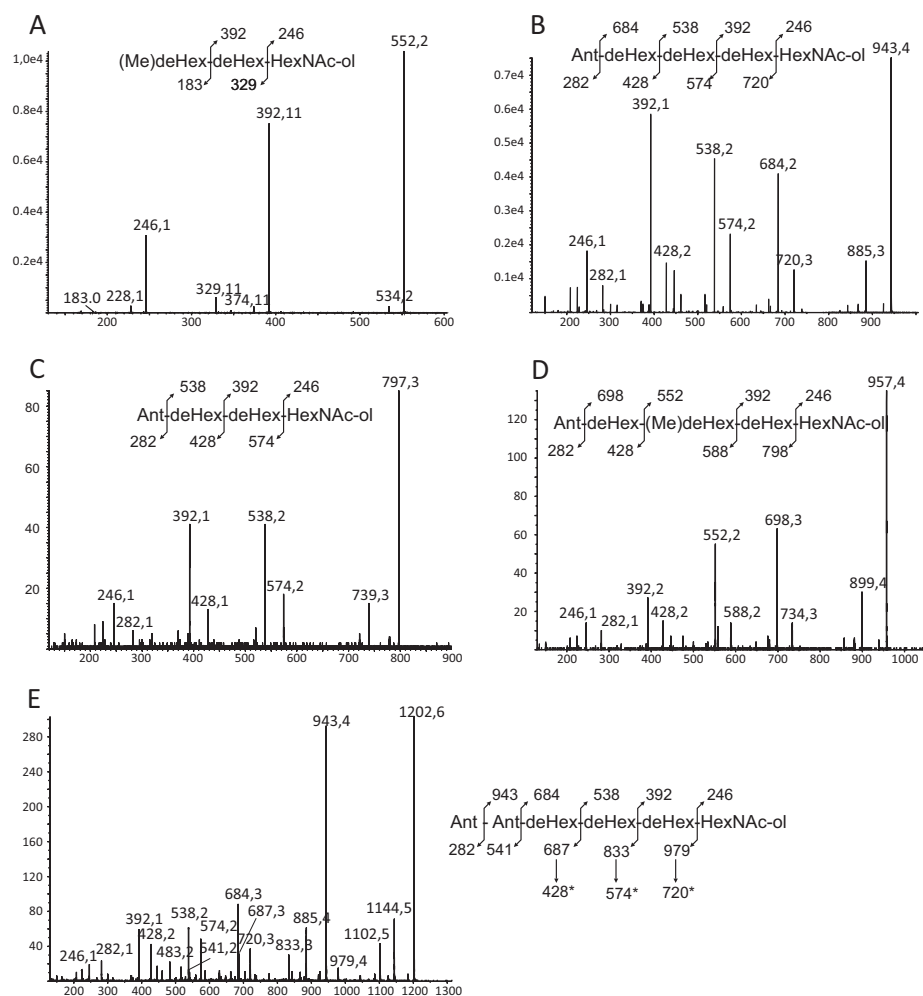 A
392 246
(Me)deHex-deHex-HexNAc-ol
183 329
1,0e4
0.8e4
0.6e4
0.4e4
0.2e4
552,2
392,11
246,1
183.0
228,1
329,11
374,11
534,2
200 300 400 500 600
B
684 538 392 246
Ant-deHex-deHex-deHex-HexNAc-ol
282 428 574 720
0.7e4
0.6e4
0.5e4
0.4e4
0.3e4
0.2e4
0.1e4
943,4
392,1
538,2
684,2
574,2
246,1
282,1
428,2
720,3
885,3
200 300 400 500 600 700 800 900
C
538 392 246
Ant-deHex-deHex-HexNAc-ol
282 428 574
80
60
40
20
797,3
392,1
538,2
574,2
246,1
282,1
428,1
739,3
200 300 400 500 600 700 800 900
D
698 552 392 246
Ant-deHex-(Me)deHex-deHex-HexNAc-ol
282 428 588 798
120
100
80
60
40
20
957,4
698,3
552,2
392,2
246,1
282,1
428,2
588,2
734,3
899,4
200 300 400 500 600 700 800 900 1000
E
280
240
200
160
120
80
40
1202,6
943,4
684,3
687,3
538,2
574,2
392,1
428,2
246,1
282,1
483,2
541,2
720,3
833,3
885,4
979,4
1102,5
1144,5
200 300 400 500 600 700 800 900 1000 1100 1200 1300
943 684 538 392 246
Ant - Ant-deHex-deHex-deHex-HexNAc-ol
282 541 687 833 979
428* 574* 720*